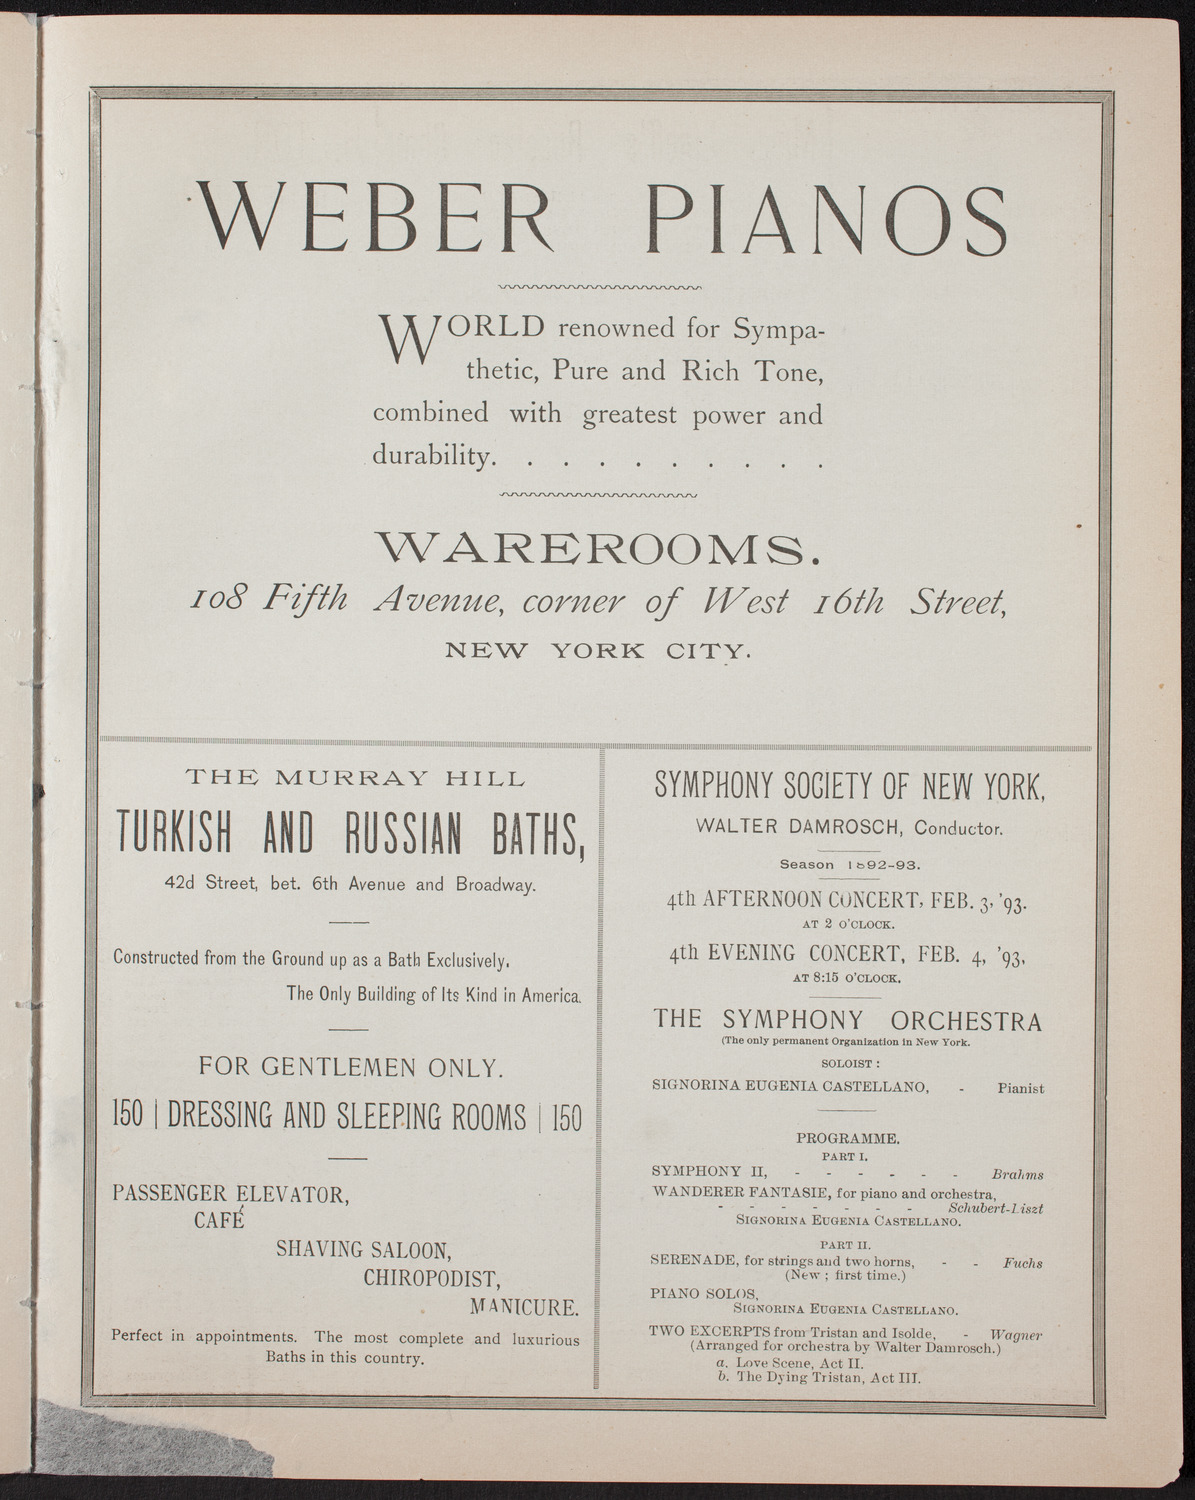 WEBER PIANOS
WORLD renowned for Sympa-
thetic, Pure and Rich Tone,
combined with greatest power and
durability. . . . . . . . . .
WAREROOMS.
108 Fifth Avenue, corner of West 16th Street,
NEW YORK CITY.
THE MURRAY HILL
TURKISH AND RUSSIAN BATHS,
42d Street, bet. 6th Avenue and Broadway.
Constructed from the Ground up as a Bath Exclusively.
The Only Building of Its Kind in America.
FOR GENTLEMEN ONLY.
150 | DRESSING AND SLEEPING ROOMS | 150
PASSENGER ELEVATOR,
CAFÉ
SHAVING SALOON,
CHIROPODIST,
MANICURE.
Perfect in appointments. The most complete and luxurious
Baths in this country.
SYMPHONY SOCIETY OF NEW YORK,
WALTER DAMROSCH, Conductor.
Season 1892-93.
4th AFTERNOON CONCERT, FEB. 3, '93.
AT 2 O'CLOCK.
4th EVENING CONCERT, FEB. 4, '93,
AT 8:15 O'CLOCK.
THE SYMPHONY ORCHESTRA
(The only permanent Organization in New York.
SOLOIST :
SIGNORINA EUGENIA CASTELLANO, - Pianist
PROGRAMME.
PART I.
SYMPHONY II, - - - - - - Brahms
WANDERER FANTASIE, for piano and orchestra,
- - - - - - - Schubert-Liszt
SIGNORINA EUGENIA CASTELLANO.
PART II.
SERENADE, for strings and two horns, - - Fuchs
(New ; first time.)
PIANO SOLOS,
SIGNORINA EUGENIA CASTELLANO.
TWO EXCERPTS from Tristan and Isolde, - Wagner
(Arranged for orchestra by Walter Damrosch.)
a. Love Scene, Act II.
b. The Dying Tristan, Act III.